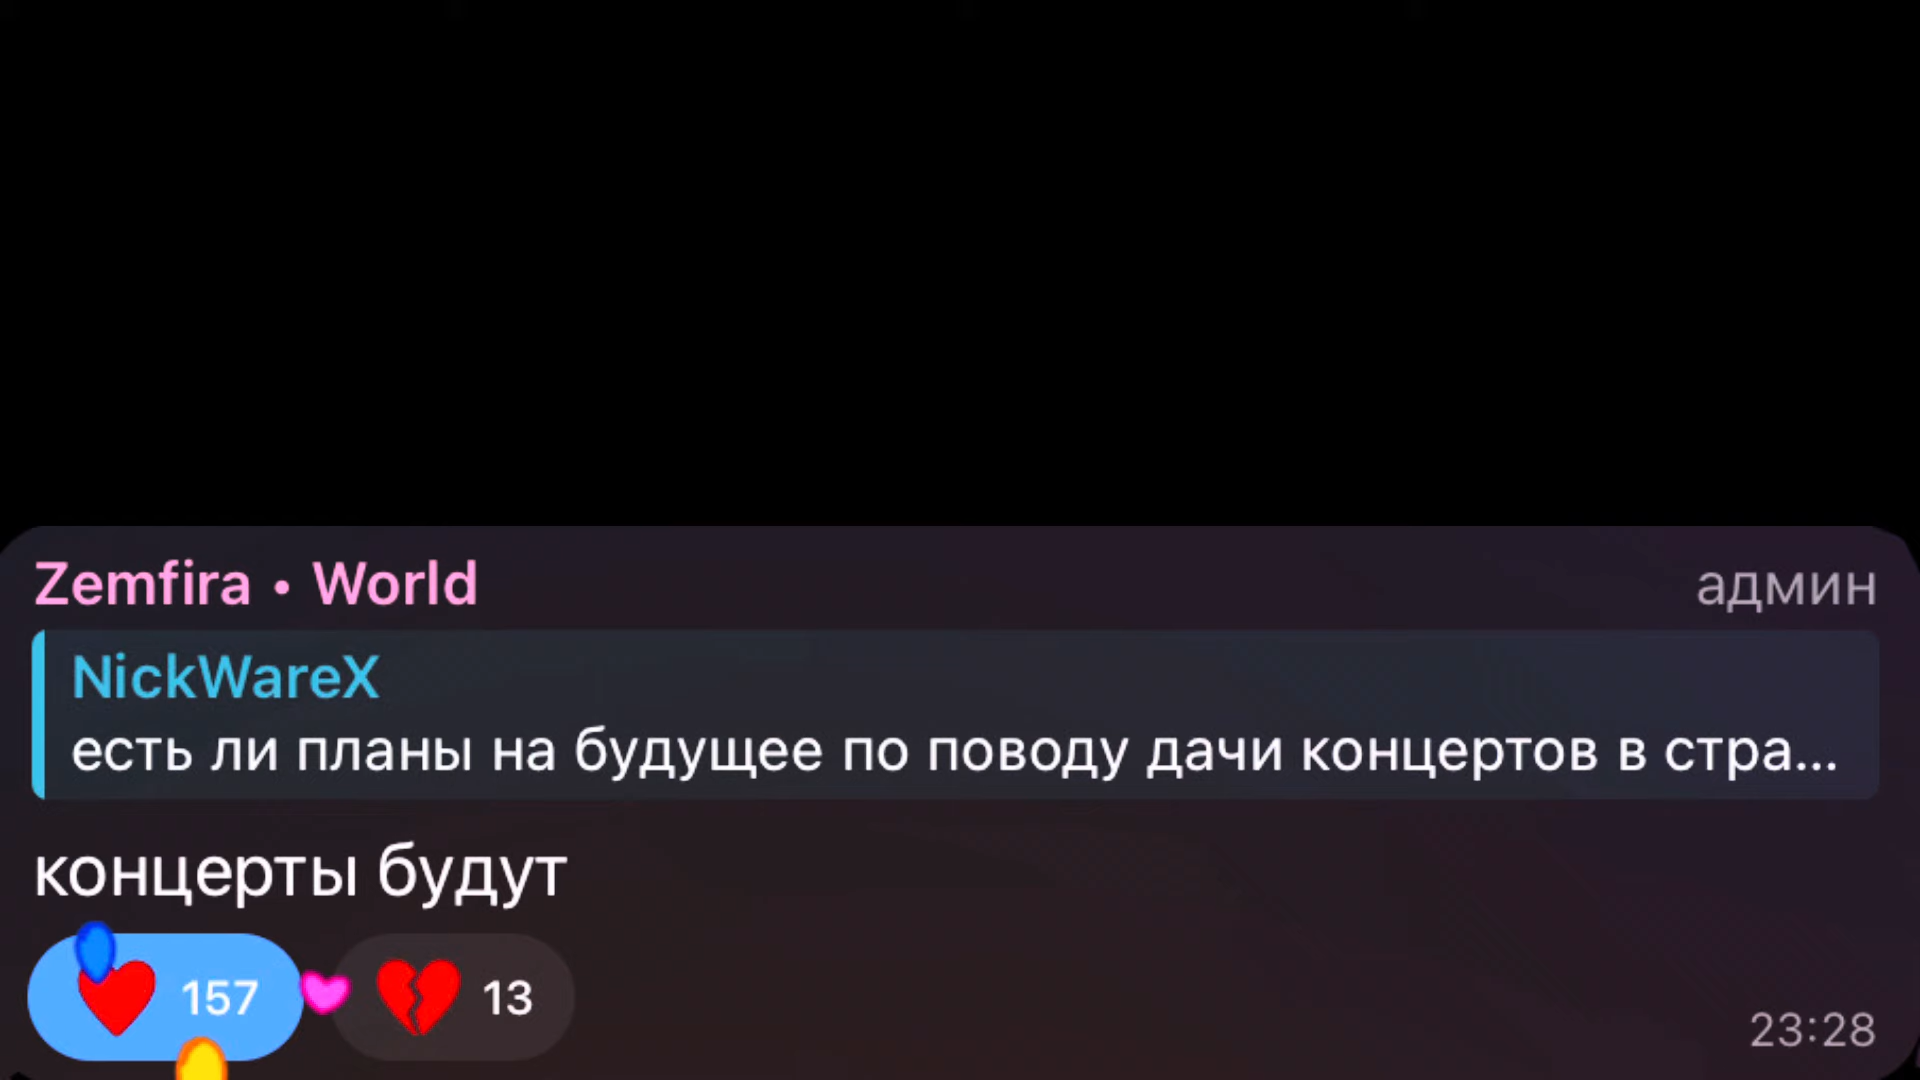 Zemfira • World админ
NickWareX
есть ли планы на будущее по поводу дачи концертов в стра...
концерты будут
157 13
23:28